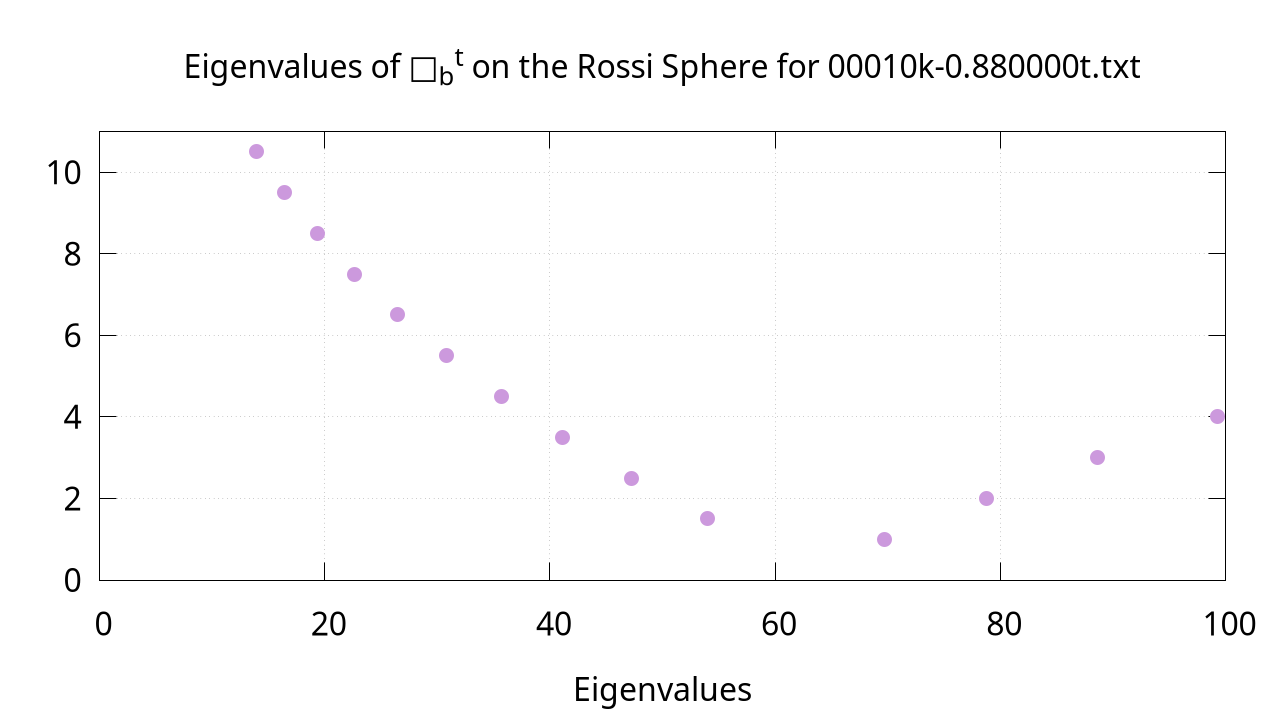 Eigenvalues of □b^t on the Rossi Sphere for 00010k-0.880000t.txt
10
8
6
4
2
0
0 20 40 60 80 100
Eigenvalues